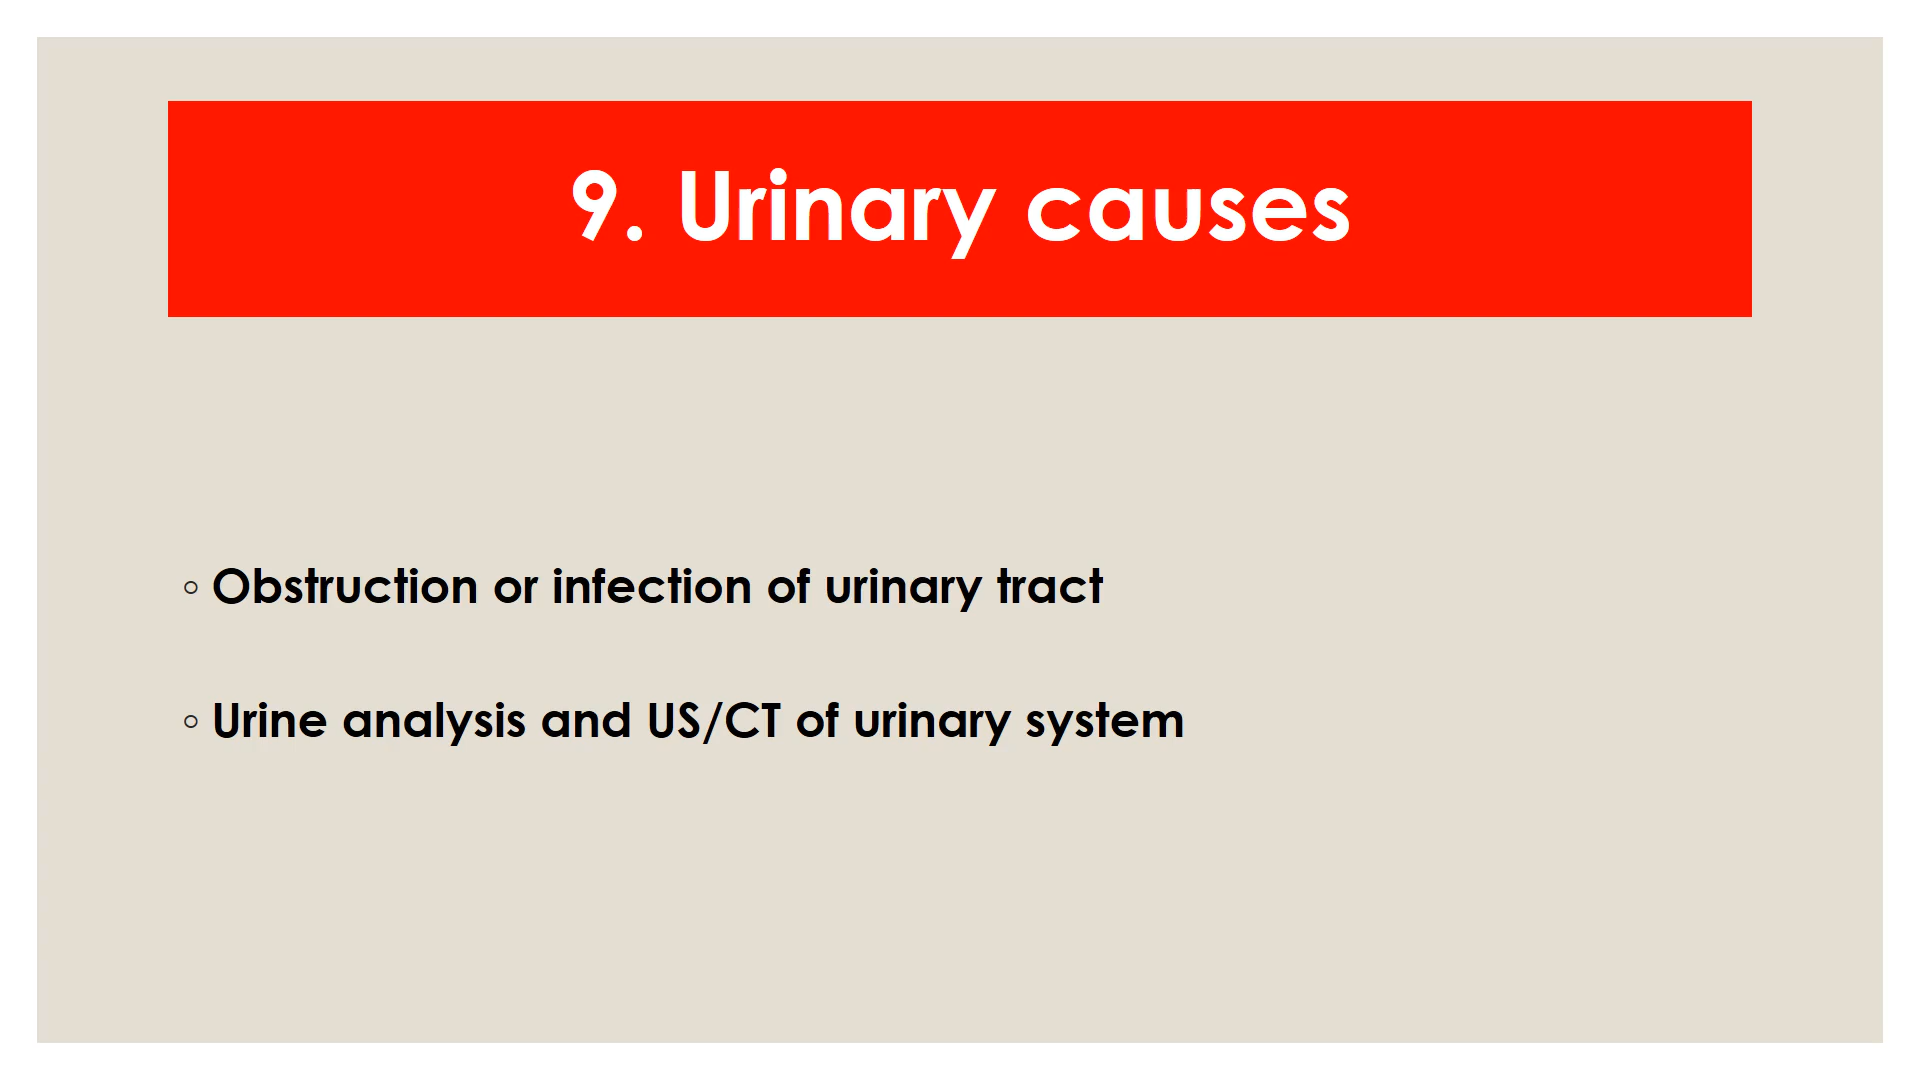 9. Urinary causes
◦ Obstruction or infection of urinary tract
◦ Urine analysis and US/CT of urinary system